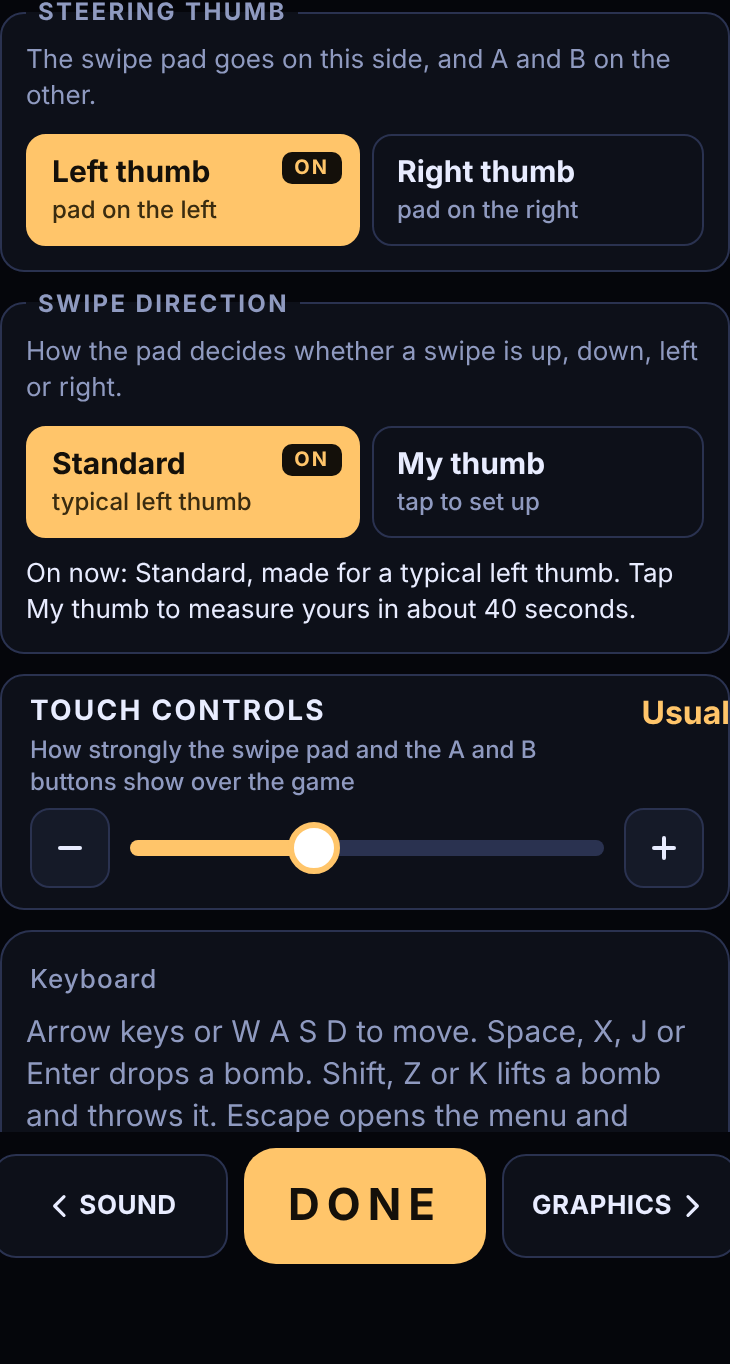 STEERING THUMB
The swipe pad goes on this side, and A and B on the
other.
Left thumb
ON
pad on the left
Right thumb
pad on the right
SWIPE DIRECTION
How the pad decides whether a swipe is up, down, left
or right.
Standard
ON
typical left thumb
My thumb
tap to set up
On now: Standard, made for a typical left thumb. Tap
My thumb to measure yours in about 40 seconds.
TOUCH CONTROLS
Usual
How strongly the swipe pad and the A and B
buttons show over the game
Keyboard
Arrow keys or W A S D to move. Space, X, J or
Enter drops a bomb. Shift, Z or K lifts a bomb
and throws it. Escape opens the menu and
SOUND
DONE
GRAPHICS